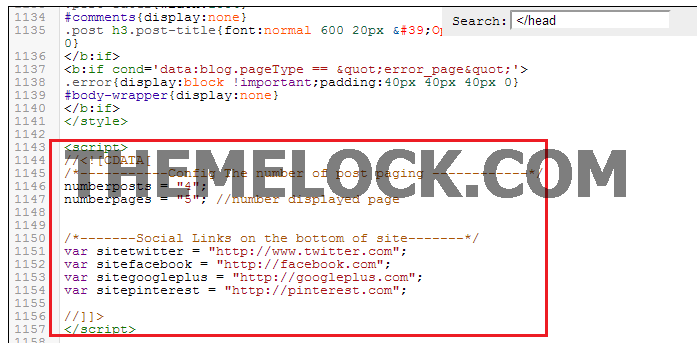 Search: </head
1134 #comments{display:none}
1135 .post h3.post-title{font:normal 600 20px &#39;Op
0}
1136 </b:if>
1137 <b:if cond='data:blog.pageType == &quot;error_page&quot;'>
1138 .error{display:block !important;padding:40px 40px 40px 0}
1139 #body-wrapper{display:none}
1140 </b:if>
1141 </style>
1142
1143 <script>
1144 //<![CDATA[
1145 /*------------Config The number of post paging -------------*/
1146 numberposts = "4";
1147 numberpages = "5"; //number displayed page
1148
1149
1150 /*-------Social Links on the bottom of site-------*/
1151 var sitetwitter = "http://www.twitter.com";
1152 var sitefacebook = "http://facebook.com";
1153 var sitegoogleplus = "http://googleplus.com";
1154 var sitepinterest = "http://pinterest.com";
1155
1156 //]]>
1157 </script>
1158
THEMELOCK.COM